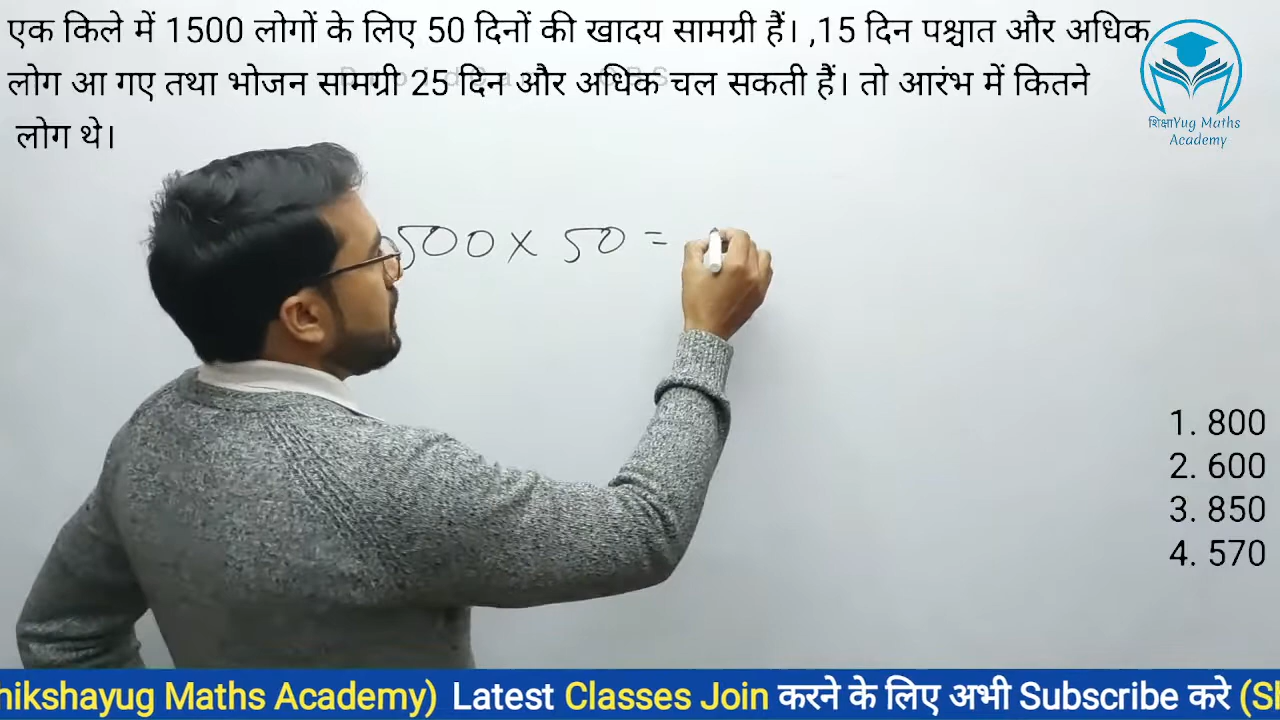 एक किले में 1500 लोगों के लिए 50 दिनों की खादय सामग्री हैं। ,15 दिन पश्चात और अधिक
लोग आ गए तथा भोजन सामग्री 25 दिन और अधिक चल सकती हैं। तो आरंभ में कितने
लोग थे।
शिक्षाYug Maths
Academy
500 x 50 =
1. 800
2. 600
3. 850
4. 570
hikshayug Maths Academy) Latest Classes Join करने के लिए अभी Subscribe करे (Sl